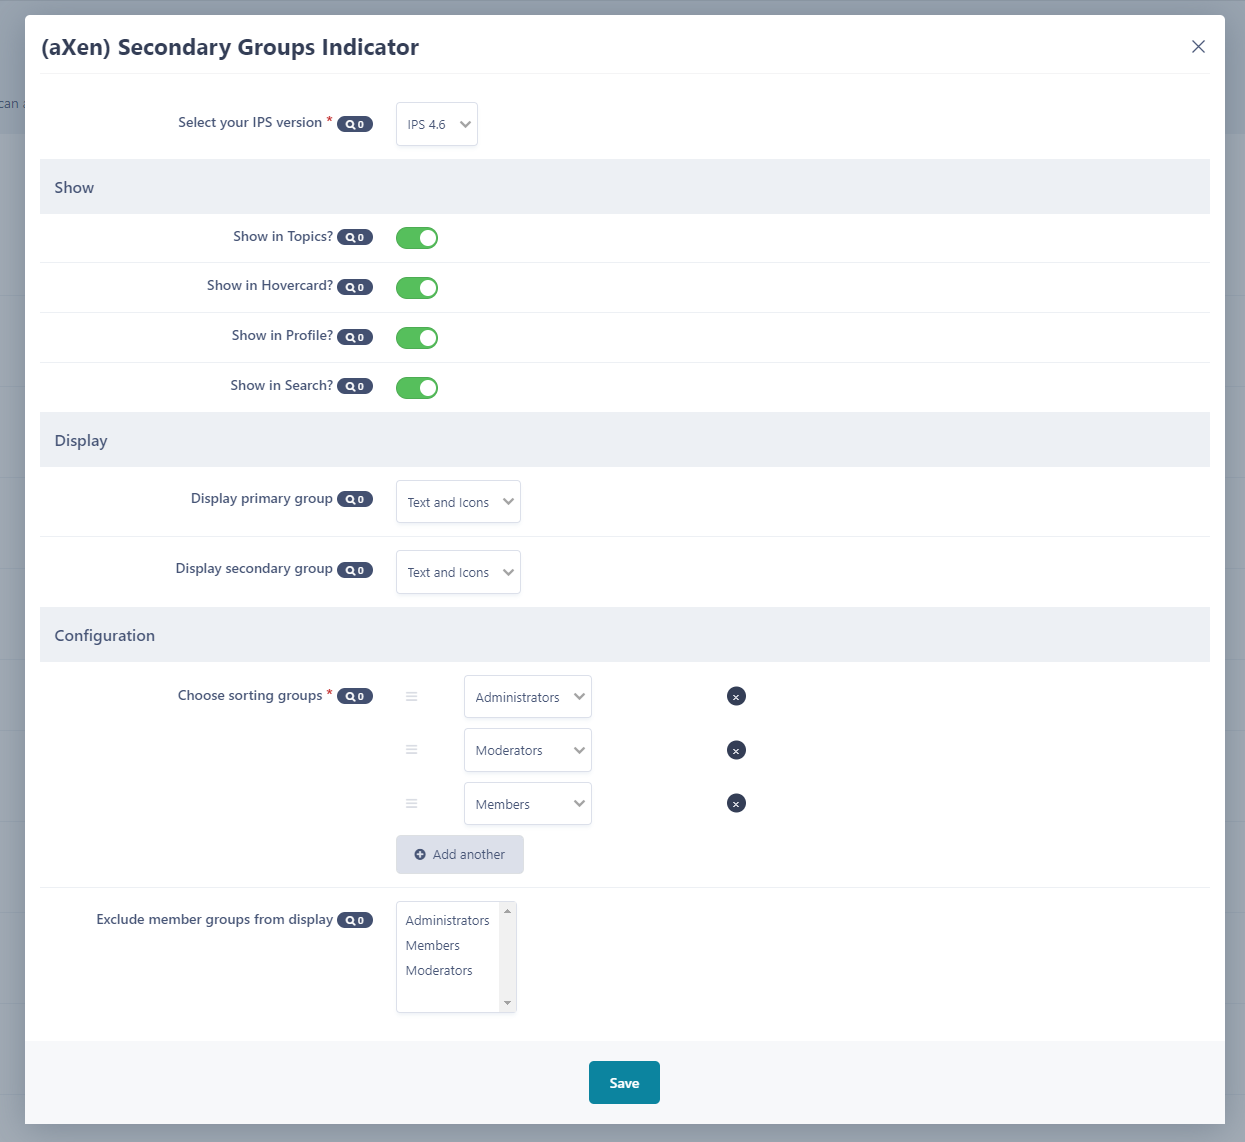 (aXen) Secondary Groups Indicator
can a
Select your IPS version * 0
IPS 4.6
Show
Show in Topics? 0
Show in Hovercard? 0
Show in Profile? 0
Show in Search? 0
Display
Display primary group 0
Text and Icons
Display secondary group 0
Text and Icons
Configuration
Choose sorting groups * 0
Administrators
Moderators
Members
Add another
Exclude member groups from display 0
Administrators
Members
Moderators
Save